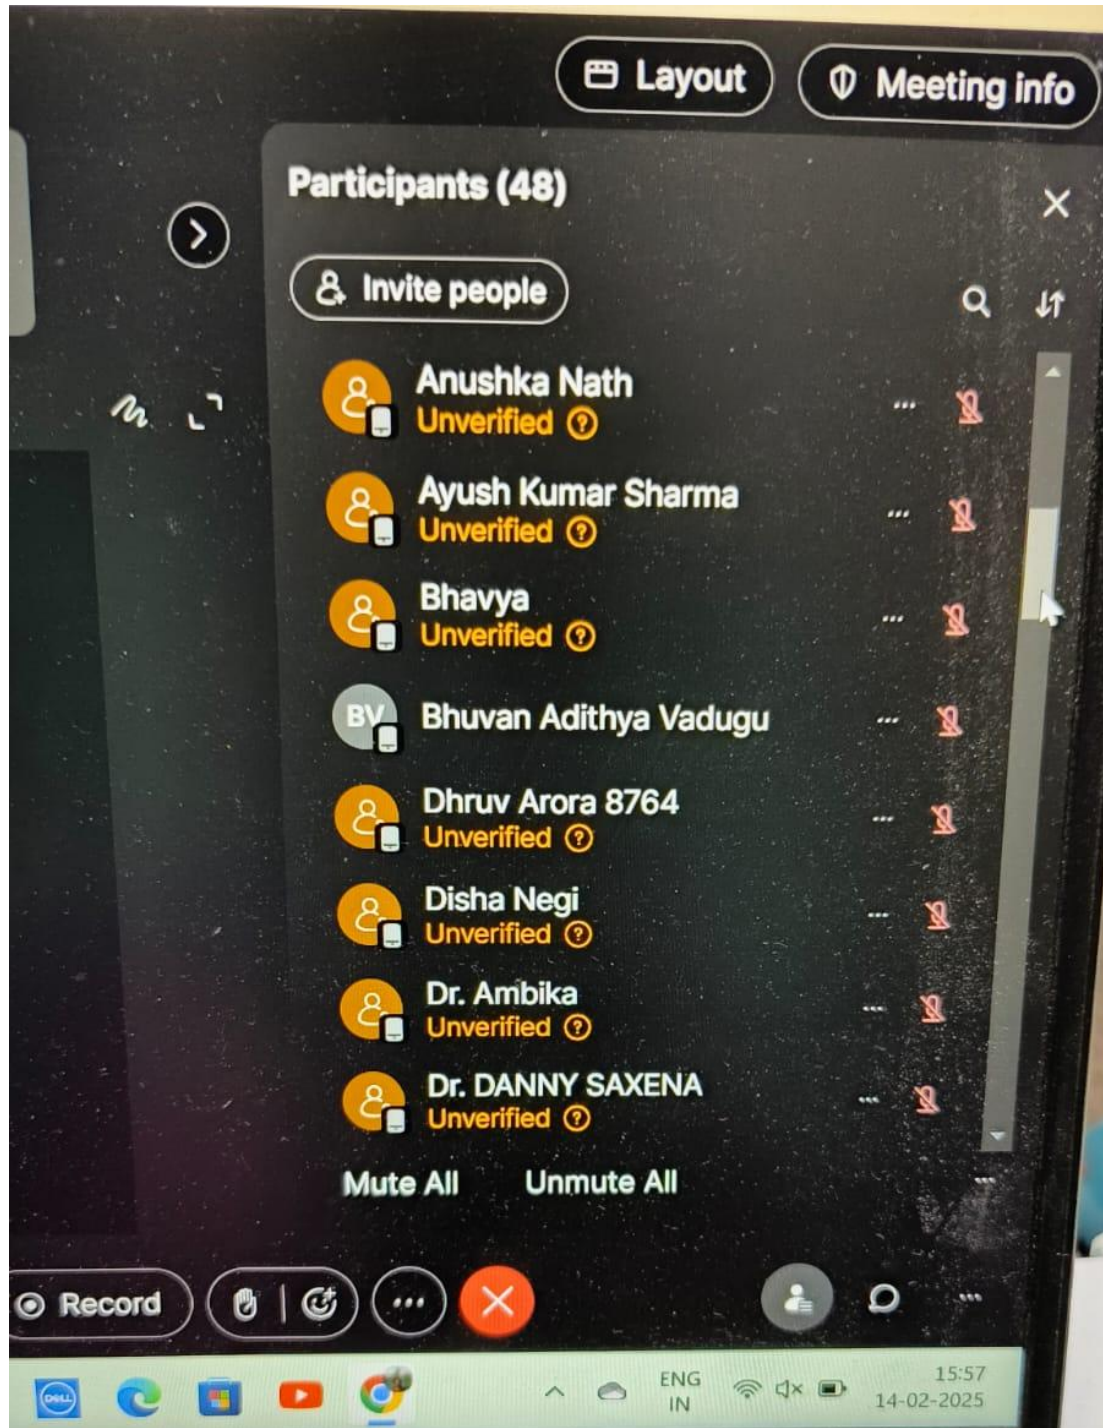 Layout
Meeting info
Participants (48)
Invite people
Anushka Nath
Unverified
Ayush Kumar Sharma
Unverified
Bhavya
Unverified
BV
Bhuvan Adithya Vadugu
Dhruv Arora 8764
Unverified
Disha Negi
Unverified
Dr. Ambika
Unverified
Dr. DANNY SAXENA
Unverified
Mute All Unmute All
Record
DELL
ENG
IN
15:57
14-02-2025